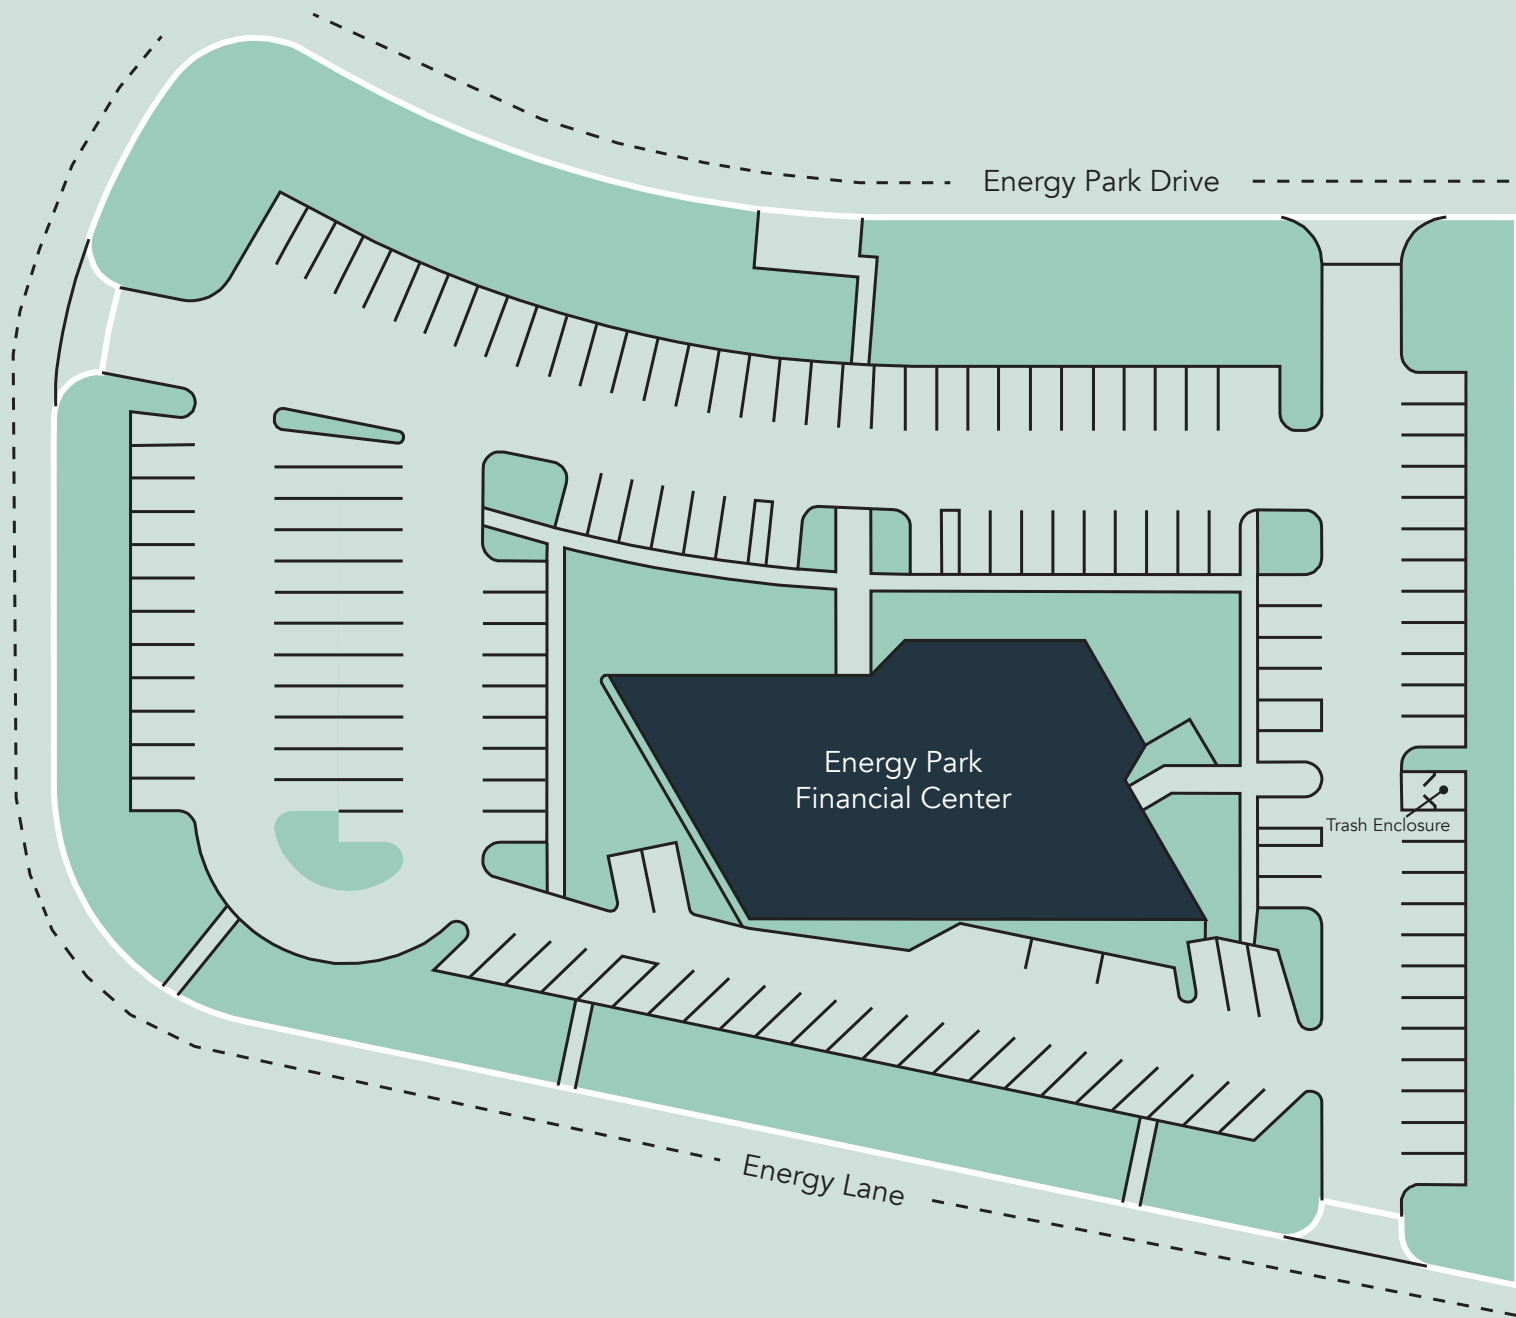 Energy Park Drive
Energy Park
Financial Center
Trash Enclosure
Energy Lane